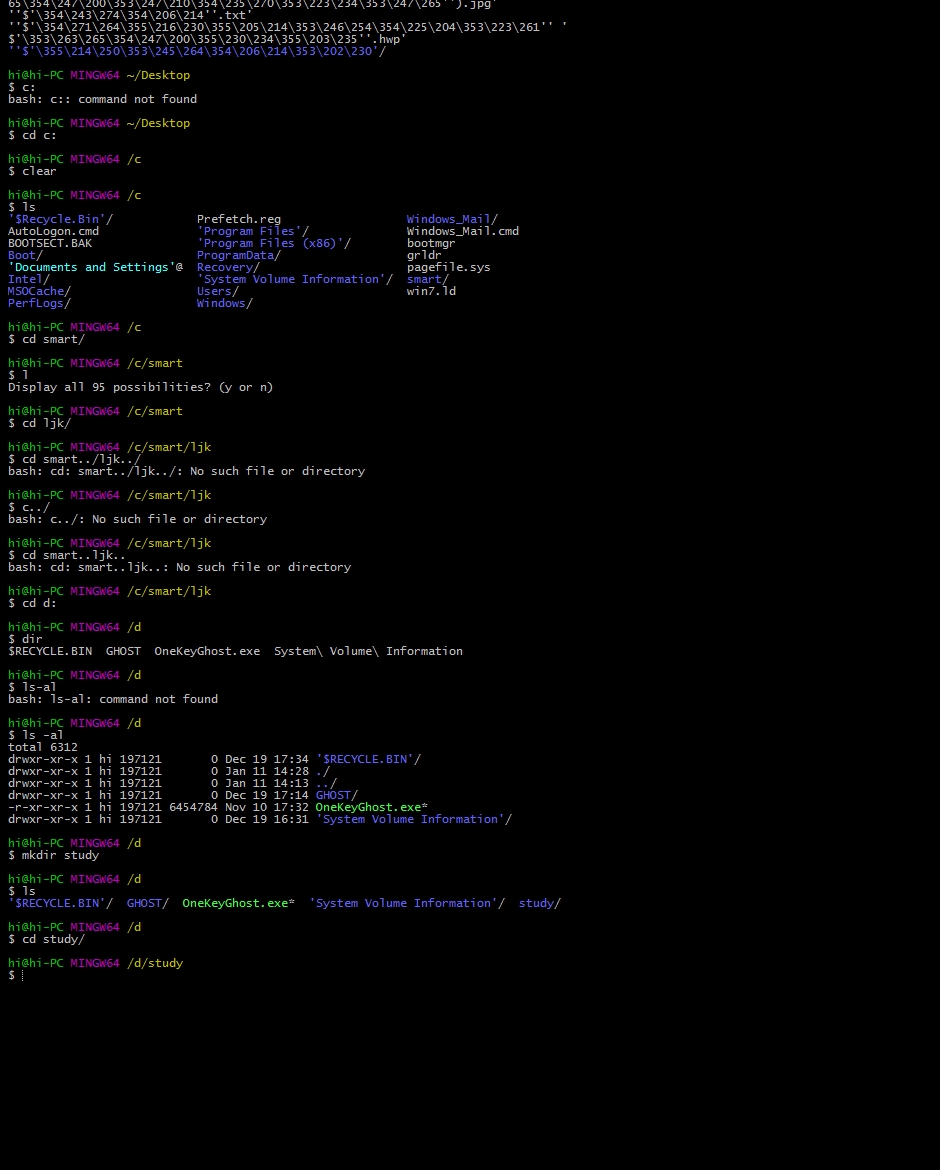 65\354\247\200\353\247\210\354\235\270\353\223\234\353\247\265'').jpg'
''$'\354\243\274\354\206\214''.txt'
''$'\354\271\264\355\216\230\355\205\214\353\246\254\354\225\204\353\223\261'' '
$'\353\263\265\354\247\200\355\230\214\355\203\235''.hwp'
''$'\355\214\250\353\245\264\354\206\214\353\202\230'/
hi@hi-PC MINGW64 ~/Desktop
$ c:
bash: c:: command not found
hi@hi-PC MINGW64 ~/Desktop
$ cd c:
hi@hi-PC MINGW64 /c
$ clear
hi@hi-PC MINGW64 /c
$ ls
'$Recycle.Bin'/ Prefetch.reg Windows_Mail/
AutoLogon.cmd 'Program Files'/ Windows_Mail.cmd
BOOTSECT.BAK 'Program Files (x86)'/ bootmgr
Boot/ ProgramData/ grldr
'Documents and Settings'@ Recovery/ pagefile.sys
Intel/ 'System Volume Information'/ smart/
MSOCache/ Users/ win7.ld
PerfLogs/ Windows/
hi@hi-PC MINGW64 /c
$ cd smart/
hi@hi-PC MINGW64 /c/smart
$ l
Display all 95 possibilities? (y or n)
hi@hi-PC MINGW64 /c/smart
$ cd ljk/
hi@hi-PC MINGW64 /c/smart/ljk
$ cd smart../ljk../
bash: cd: smart../ljk../: No such file or directory
hi@hi-PC MINGW64 /c/smart/ljk
$ c../
bash: c../: No such file or directory
hi@hi-PC MINGW64 /c/smart/ljk
$ cd smart..ljk..
bash: cd: smart..ljk..: No such file or directory
hi@hi-PC MINGW64 /c/smart/ljk
$ cd d:
hi@hi-PC MINGW64 /d
$ dir
$RECYCLE.BIN GHOST OneKeyGhost.exe System\ Volume\ Information
hi@hi-PC MINGW64 /d
$ ls-al
bash: ls-al: command not found
hi@hi-PC MINGW64 /d
$ ls -al
total 6312
drwxr-xr-x 1 hi 197121 0 Dec 19 17:34 '$RECYCLE.BIN'/
drwxr-xr-x 1 hi 197121 0 Jan 11 14:28 ./
drwxr-xr-x 1 hi 197121 0 Jan 11 14:13 ../
drwxr-xr-x 1 hi 197121 0 Dec 19 17:14 GHOST/
-r-xr-xr-x 1 hi 197121 6454784 Nov 10 17:32 OneKeyGhost.exe*
drwxr-xr-x 1 hi 197121 0 Dec 19 16:31 'System Volume Information'/
hi@hi-PC MINGW64 /d
$ mkdir study
hi@hi-PC MINGW64 /d
$ ls
'$RECYCLE.BIN'/ GHOST/ OneKeyGhost.exe* 'System Volume Information'/ study/
hi@hi-PC MINGW64 /d
$ cd study/
hi@hi-PC MINGW64 /d/study
$